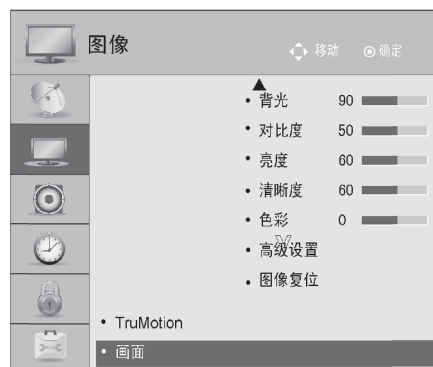 图像
移动 确定
背光 90
对比度 50
亮度 60
清晰度 60
色彩 0
高级设置
图像复位
TruMotion
画面